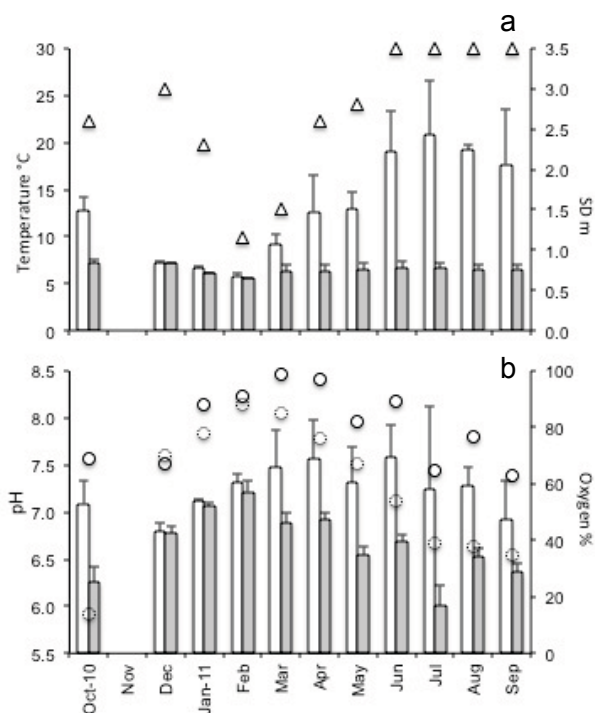 a
30
25
20
15
10
5
0
Temperature °C
3.5
3.0
2.5
2.0
1.5
1.0
0.5
0.0
SD m
b
8.5
8.0
7.5
7.0
6.5
6.0
5.5
pH
100
80
60
40
20
0
Oxygen %
Oct-10
Nov
Dec
Jan-11
Feb
Mar
Apr
May
Jun
Jul
Aug
Sep